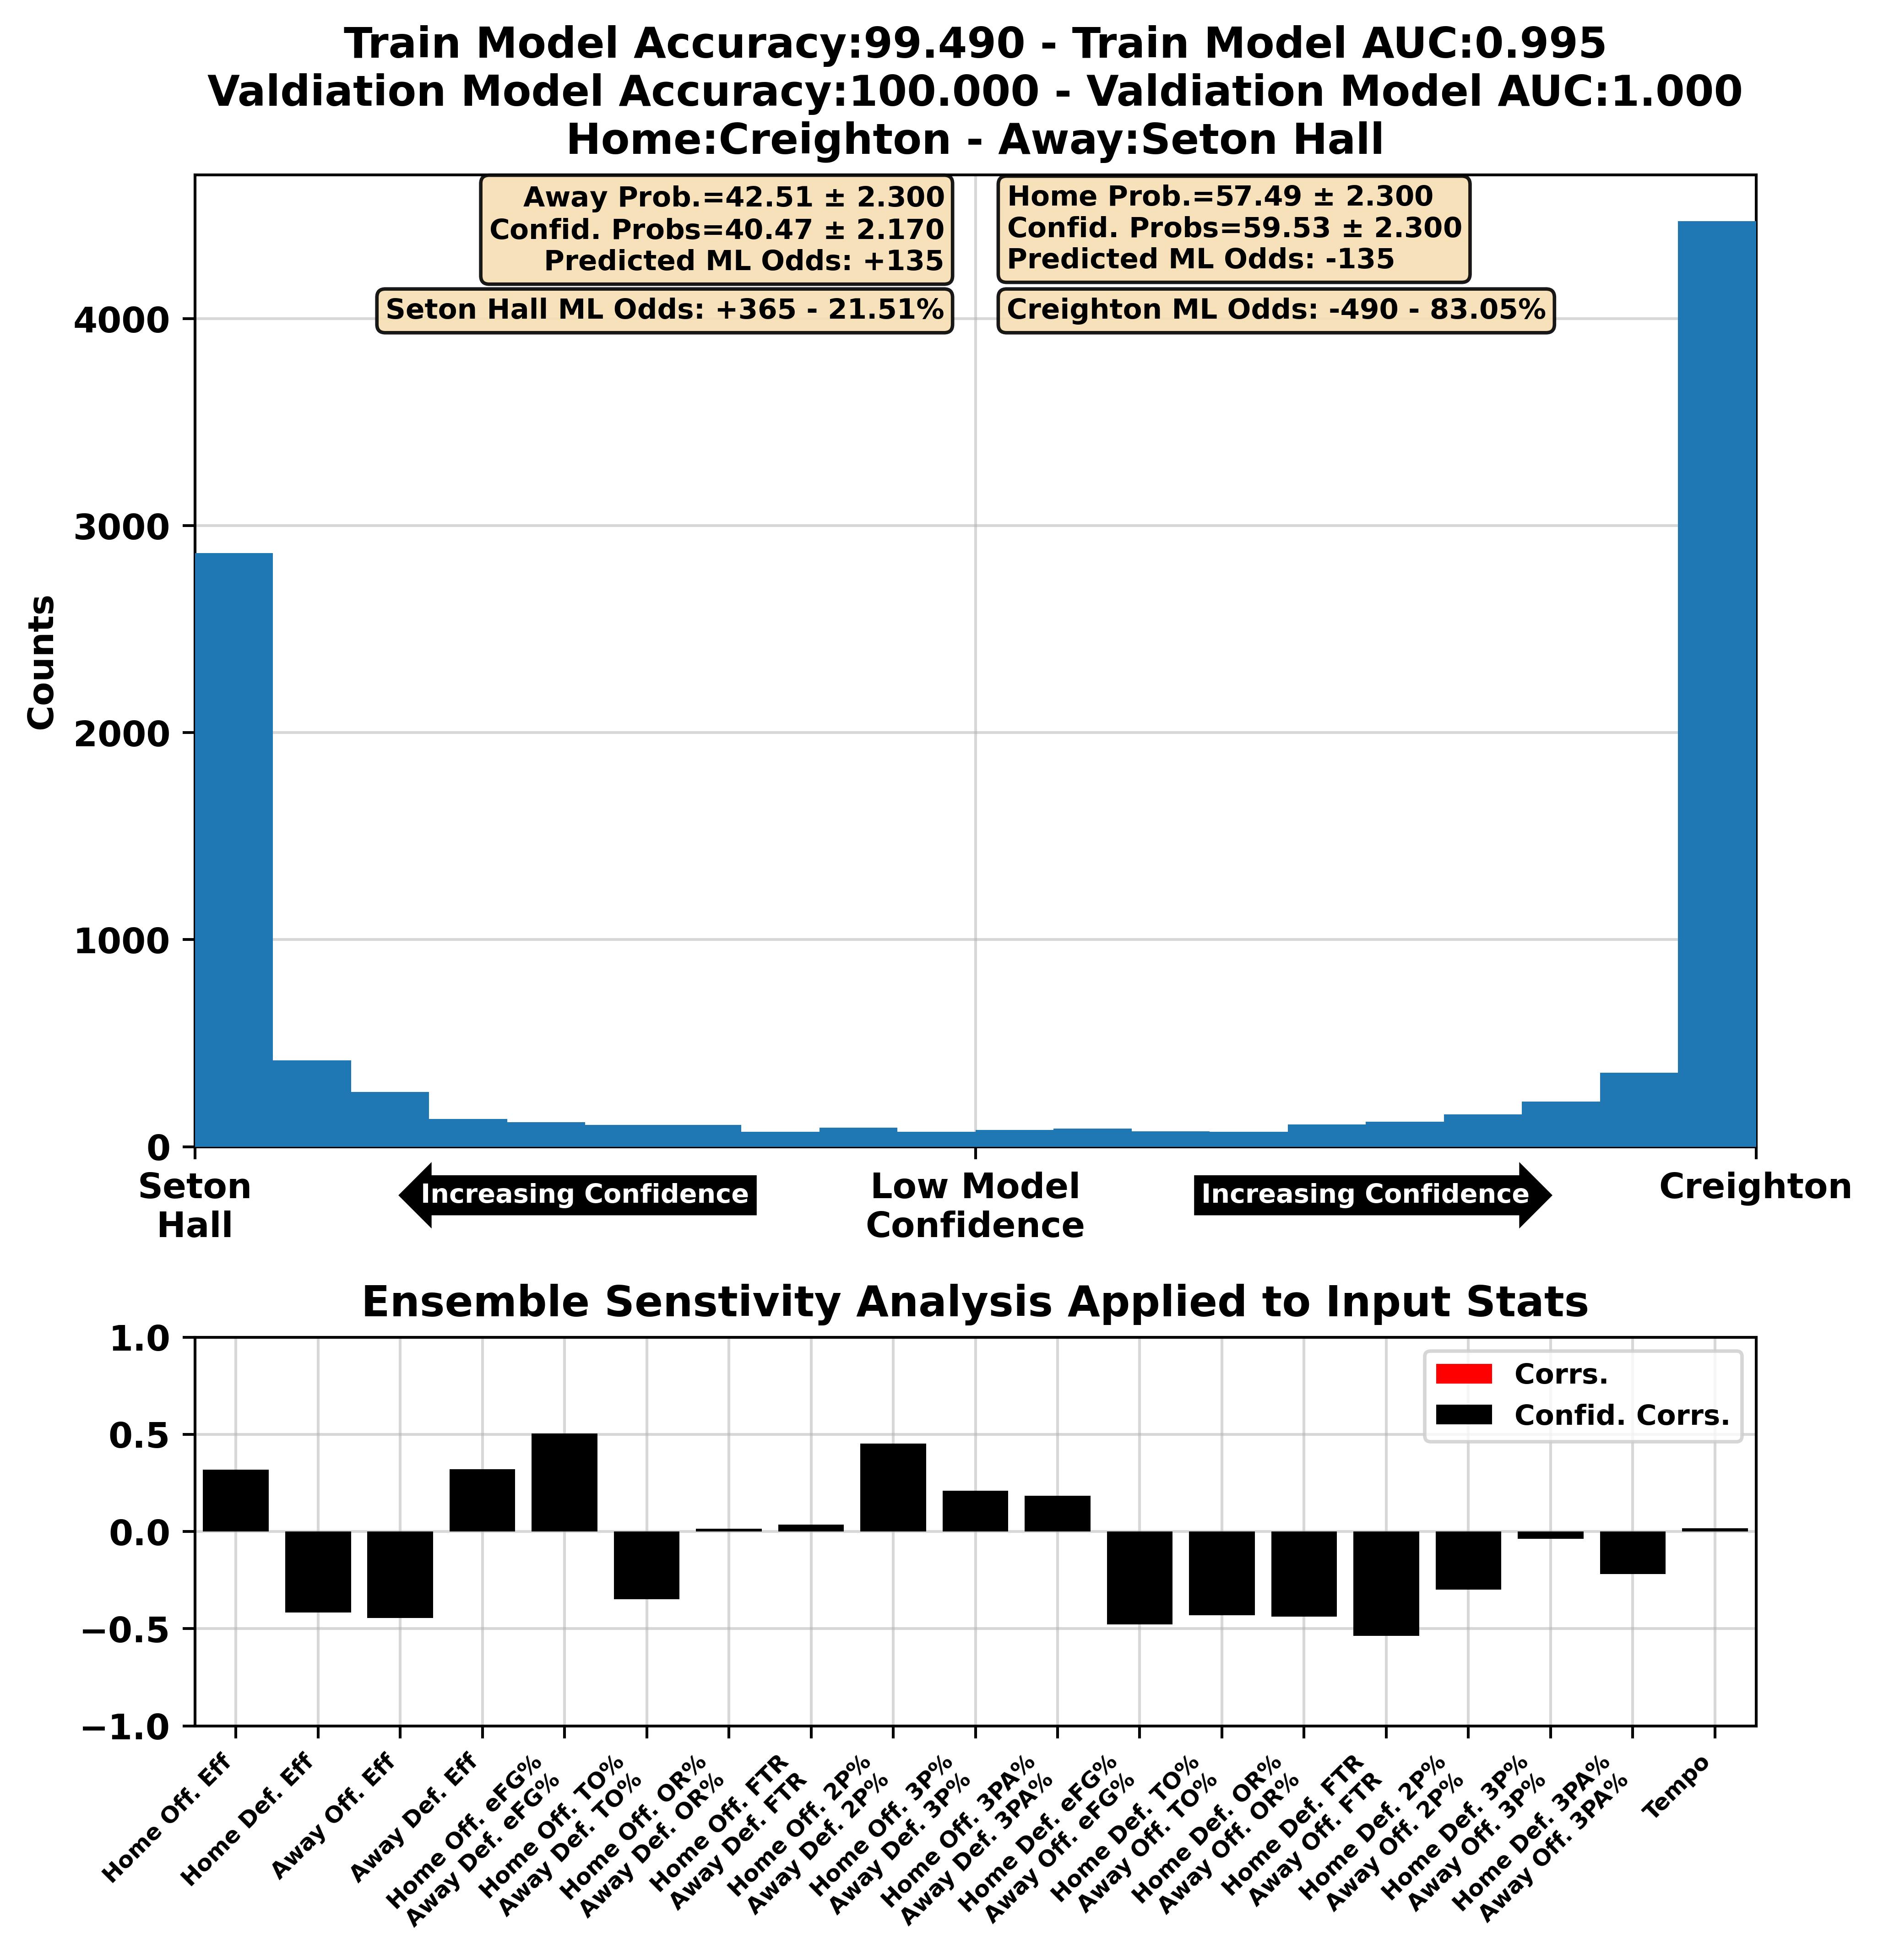 Train Model Accuracy:99.490 - Train Model AUC:0.995
Valdiation Model Accuracy:100.000 - Valdiation Model AUC:1.000
Home:Creighton - Away:Seton Hall
Away Prob.=42.51 ± 2.300
Confid. Probs=40.47 ± 2.170
Predicted ML Odds: +135
Seton Hall ML Odds: +365 - 21.51%
Home Prob.=57.49 ± 2.300
Confid. Probs=59.53 ± 2.300
Predicted ML Odds: -135
Creighton ML Odds: -490 - 83.05%
Counts
4000
3000
2000
1000
0
Seton
Hall
Increasing Confidence
Low Model
Confidence
Increasing Confidence
Creighton
Ensemble Senstivity Analysis Applied to Input Stats
1.0
0.5
0.0
−0.5
−1.0
Corrs.
Confid. Corrs.
Home Off. Eff
Home Def. Eff
Away Off. Eff
Away Def. Eff
Home Off. eFG%
Away Def. eFG%
Home Off. TO%
Away Def. TO%
Home Off. OR%
Away Def. OR%
Home Off. FTR
Away Def. FTR
Home Off. 2P%
Away Def. 2P%
Home Off. 3P%
Away Def. 3P%
Home Off. 3PA%
Away Def. 3PA%
Home Def. eFG%
Away Off. eFG%
Home Def. TO%
Away Off. TO%
Home Def. OR%
Away Off. OR%
Home Def. FTR
Away Off. FTR
Home Def. 2P%
Away Off. 2P%
Home Def. 3P%
Away Off. 3P%
Home Def. 3PA%
Away Off. 3PA%
Tempo